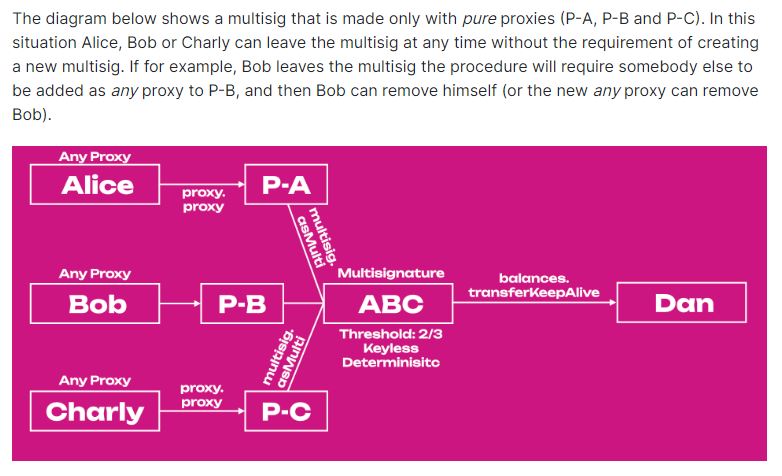 The diagram below shows a multisig that is made only with pure proxies (P-A, P-B and P-C). In this
situation Alice, Bob or Charly can leave the multisig at any time without the requirement of creating
a new multisig. If for example, Bob leaves the multisig the procedure will require somebody else to
be added as any proxy to P-B, and then Bob can remove himself (or the new any proxy can remove
Bob).
Any Proxy
Alice
proxy.
proxy
P-A
multisig.
asMulti
Any Proxy
Bob
P-B
Multisignature
ABC
Threshold: 2/3
Keyless
Determinisitc
balances.
transferKeepAlive
Dan
multisig.
asMulti
Any Proxy
Charly
proxy.
proxy
P-C